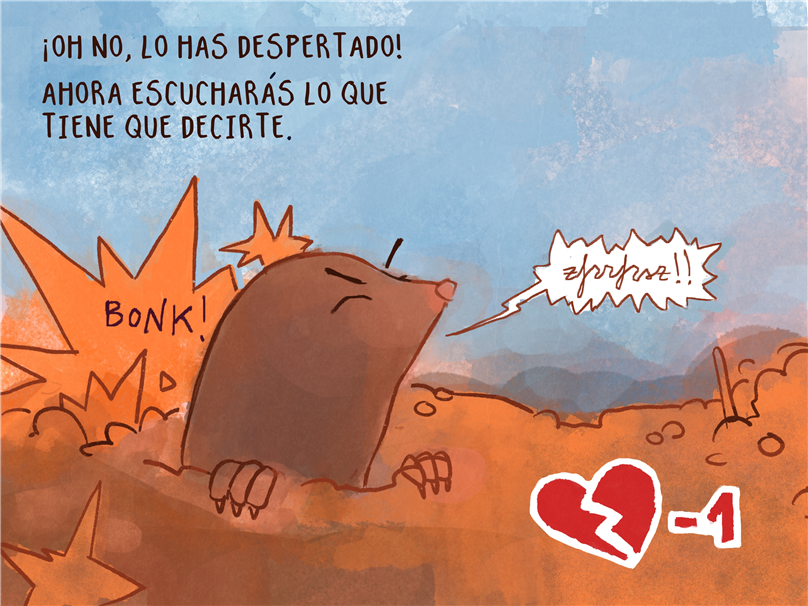 ¡OH NO, LO HAS DESPERTADO!
AHORA ESCUCHARÁS LO QUE
TIENE QUE DECIRTE.
BONK!
-1